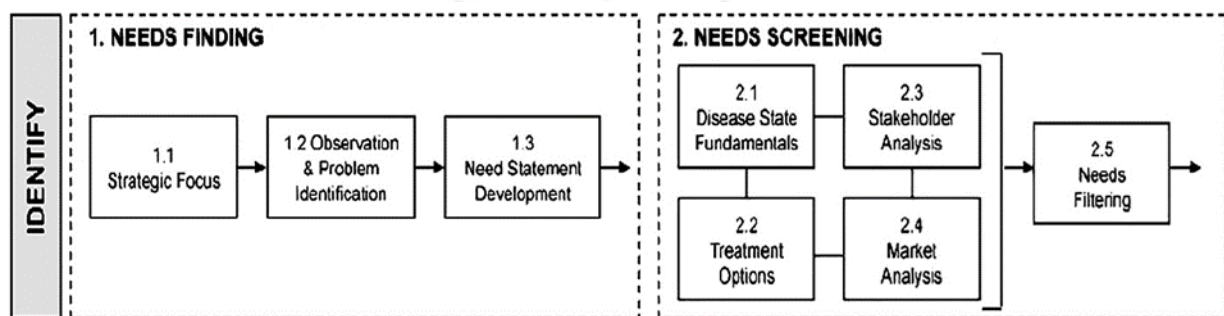 IDENTIFY
1. NEEDS FINDING
1.1
Strategic Focus
1.2 Observation
& Problem
Identification
1.3
Need Statement
Development
2. NEEDS SCREENING
2.1
Disease State
Fundamentals
2.3
Stakeholder
Analysis
2.2
Treatment
Options
2.4
Market
Analysis
2.5
Needs
Filtering